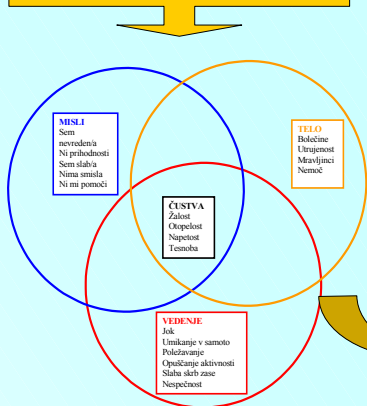 MISLI
Sem
nevreden/a
Ni prihodnosti
Sem slab/a
Nima smisla
Ni mi pomoči
TELO
Bolečine
Utrujenost
Mravljinci
Nemoč
ČUSTVA
Žalost
Otopelost
Napetost
Tesnoba
VEDENJE
Jok
Umikanje v samoto
Poležavanje
Opuščanje aktivnosti
Slaba skrb zase
Nespečnost